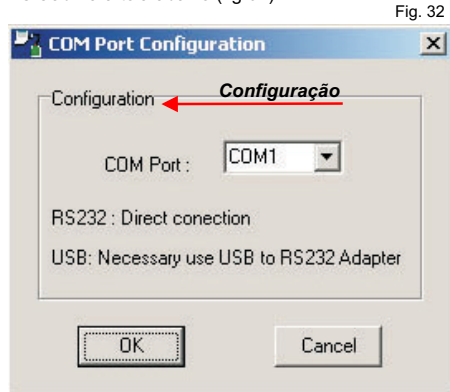 Fig. 32
COM Port Configuration
Configuration
Configuração
COM Port :
COM1
RS232 : Direct conection
USB: Necessary use USB to RS232 Adapter
OK
Cancel